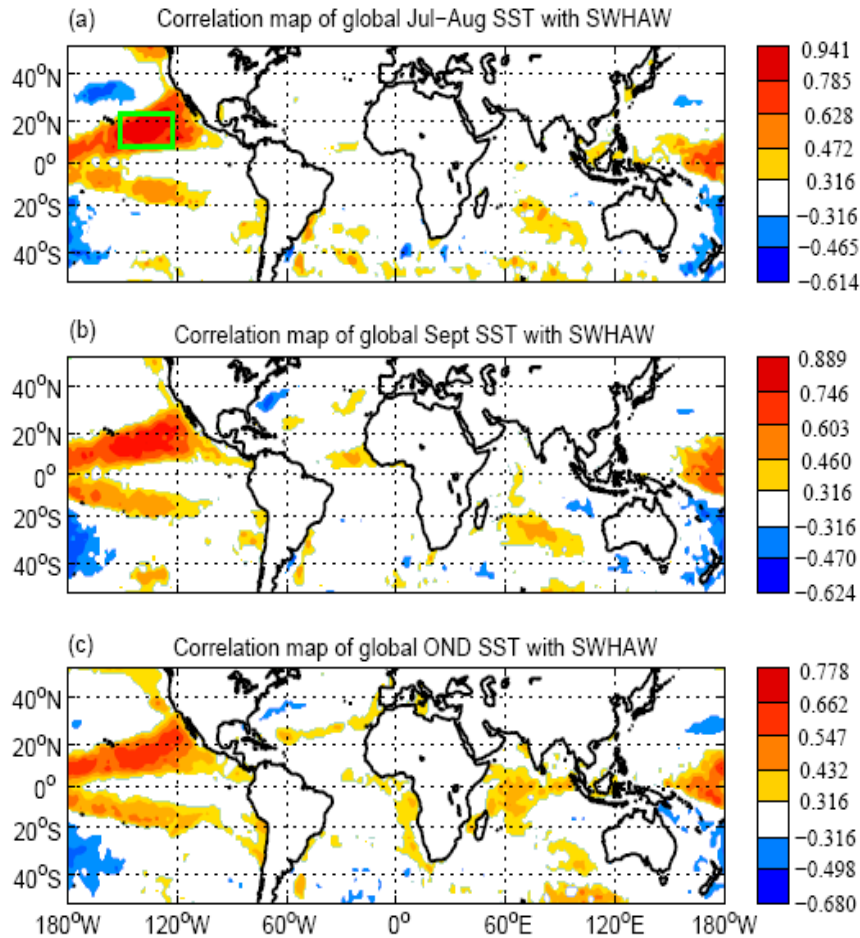 (a) Correlation map of global Jul-Aug SST with SWHAW
40°N
20°N
0°
20°S
40°S
0.941
0.785
0.628
0.472
0.316
−0.316
−0.465
−0.614
(b) Correlation map of global Sept SST with SWHAW
40°N
20°N
0°
20°S
40°S
0.889
0.746
0.603
0.460
0.316
−0.316
−0.470
−0.624
(c) Correlation map of global OND SST with SWHAW
40°N
20°N
0°
20°S
40°S
0.778
0.662
0.547
0.432
0.316
−0.316
−0.498
−0.680
180°W 120°W 60°W 0° 60°E 120°E 180°W